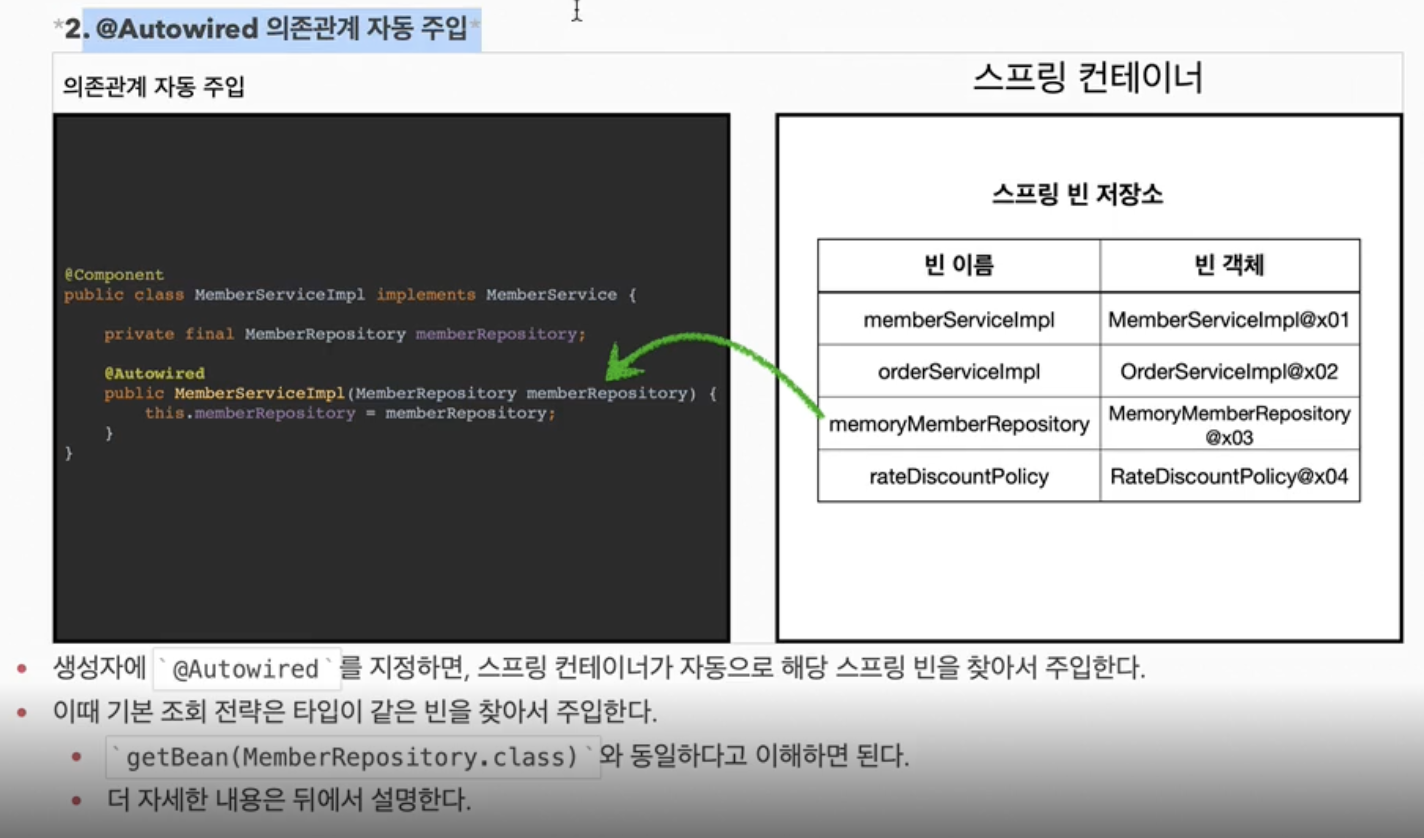 *2. @Autowired 의존관계 자동 주입*
의존관계 자동 주입
스프링 컨테이너
@Component
public class MemberServiceImpl implements MemberService {
private final MemberRepository memberRepository;
@Autowired
public MemberServiceImpl(MemberRepository memberRepository) {
this.memberRepository = memberRepository;
}
}
스프링 빈 저장소
빈 이름 빈 객체
memberServiceImpl MemberServiceImpl@x01
orderServiceImpl OrderServiceImpl@x02
memoryMemberRepository MemoryMemberRepository
@x03
rateDiscountPolicy RateDiscountPolicy@x04
• 생성자에 `@Autowired`를 지정하면, 스프링 컨테이너가 자동으로 해당 스프링 빈을 찾아서 주입한다.
• 이때 기본 조회 전략은 타입이 같은 빈을 찾아서 주입한다.
• `getBean(MemberRepository.class)`와 동일하다고 이해하면 된다.
• 더 자세한 내용은 뒤에서 설명한다.